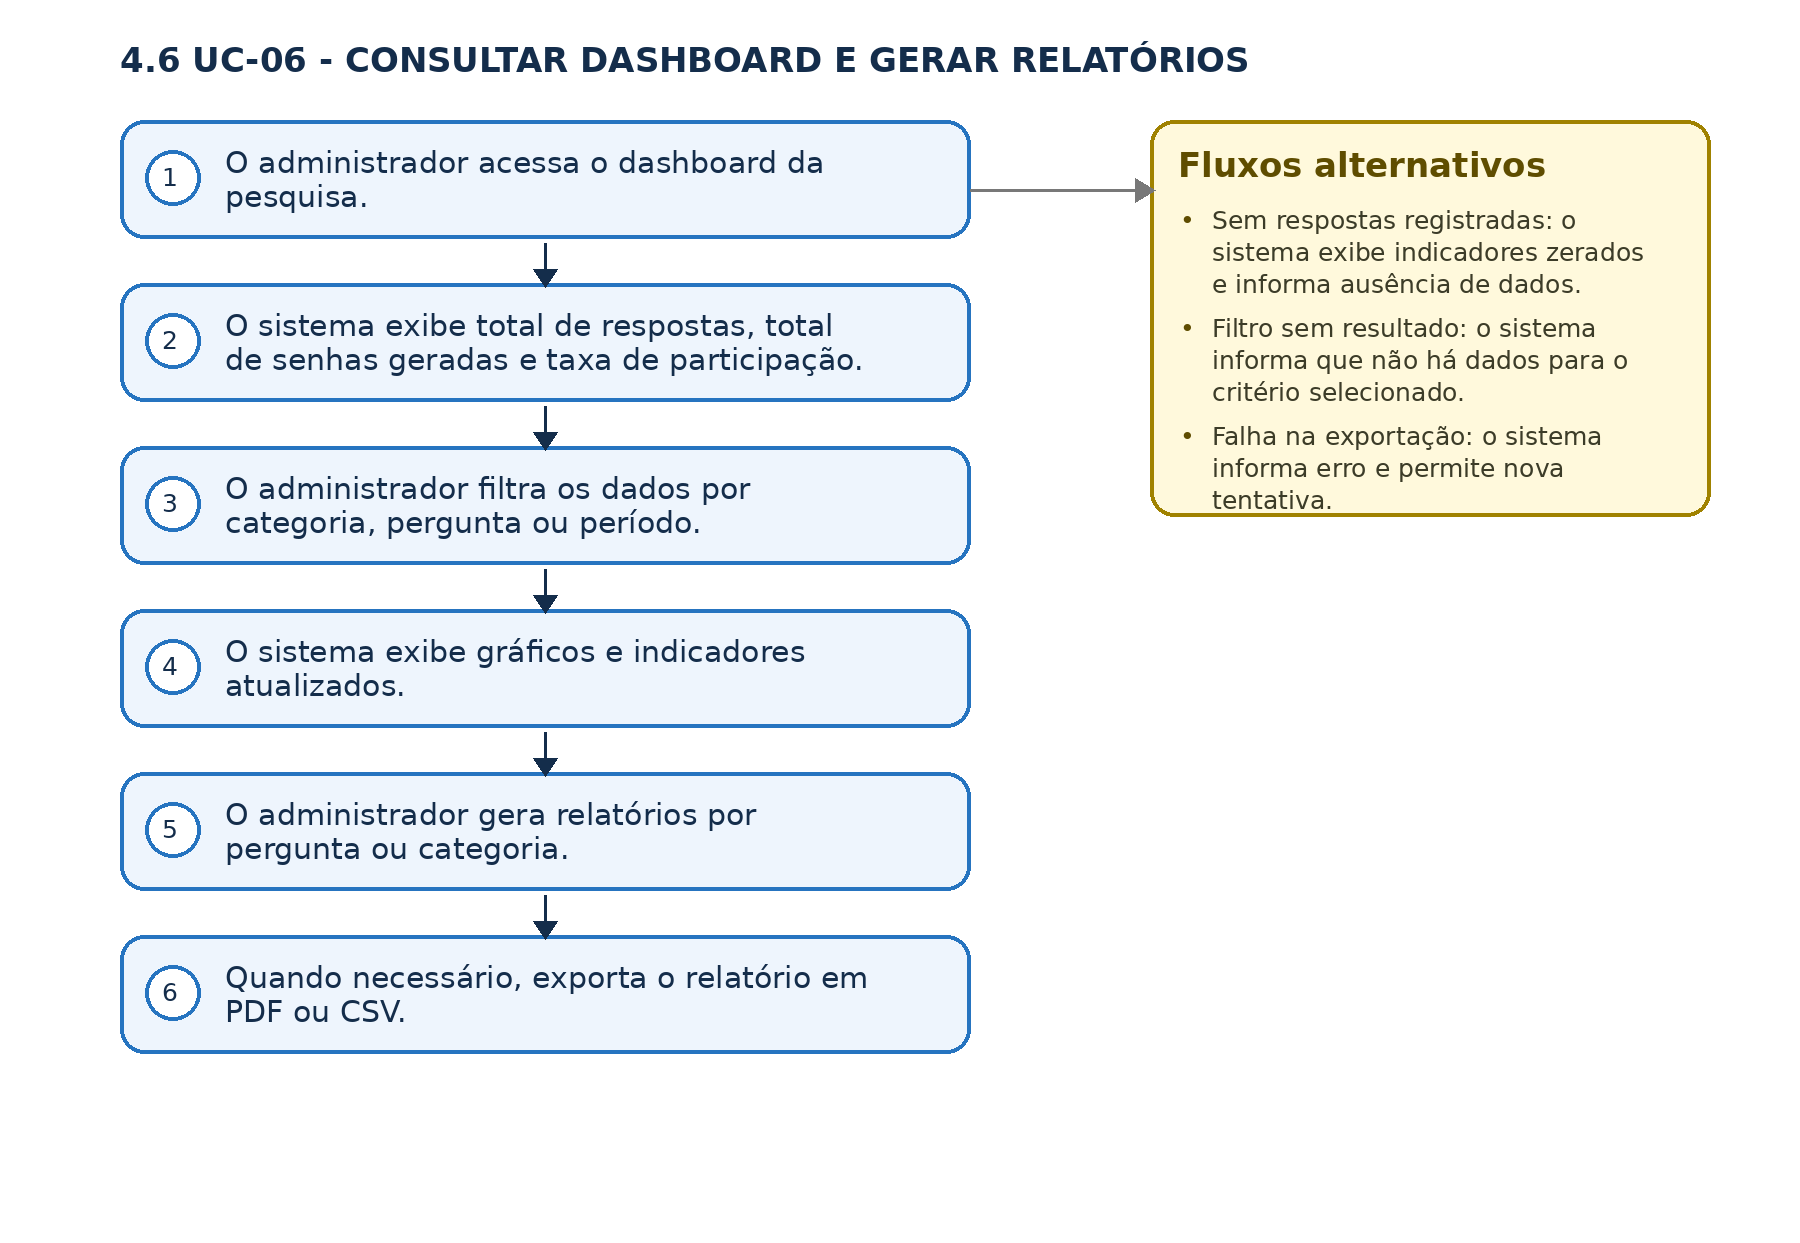 4.6 UC-06 - CONSULTAR DASHBOARD E GERAR RELATÓRIOS
1
O administrador acessa o dashboard da
pesquisa.
2
O sistema exibe total de respostas, total
de senhas geradas e taxa de participação.
3
O administrador filtra os dados por
categoria, pergunta ou período.
4
O sistema exibe gráficos e indicadores
atualizados.
5
O administrador gera relatórios por
pergunta ou categoria.
6
Quando necessário, exporta o relatório em
PDF ou CSV.
Fluxos alternativos
• Sem respostas registradas: o
sistema exibe indicadores zerados
e informa ausência de dados.
• Filtro sem resultado: o sistema
informa que não há dados para o
critério selecionado.
• Falha na exportação: o sistema
informa erro e permite nova
tentativa.